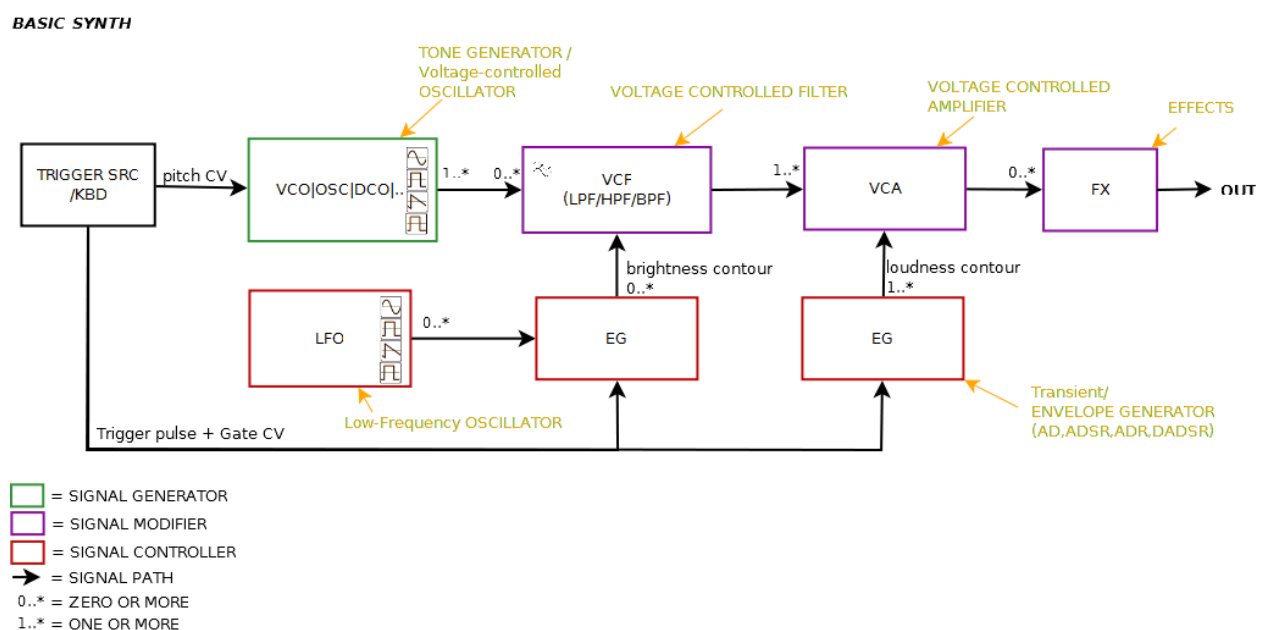 BASIC SYNTH
TONE GENERATOR /
Voltage-controlled
OSCILLATOR
VOLTAGE CONTROLLED FILTER
VOLTAGE CONTROLLED
AMPLIFIER
EFFECTS
TRIGGER SRC
/KBD
pitch CV
VCO|OSC|DCO|..
1..*
0..*
VCF
(LPF/HPF/BPF)
1..*
VCA
0..*
FX
OUT
brightness contour
0..*
loudness contour
1..*
LFO
0..*
EG
EG
Low-Frequency OSCILLATOR
Transient/
ENVELOPE GENERATOR
(AD,ADSR,ADR,DADSR)
Trigger pulse + Gate CV
= SIGNAL GENERATOR
= SIGNAL MODIFIER
= SIGNAL CONTROLLER
= SIGNAL PATH
0..* = ZERO OR MORE
1..* = ONE OR MORE